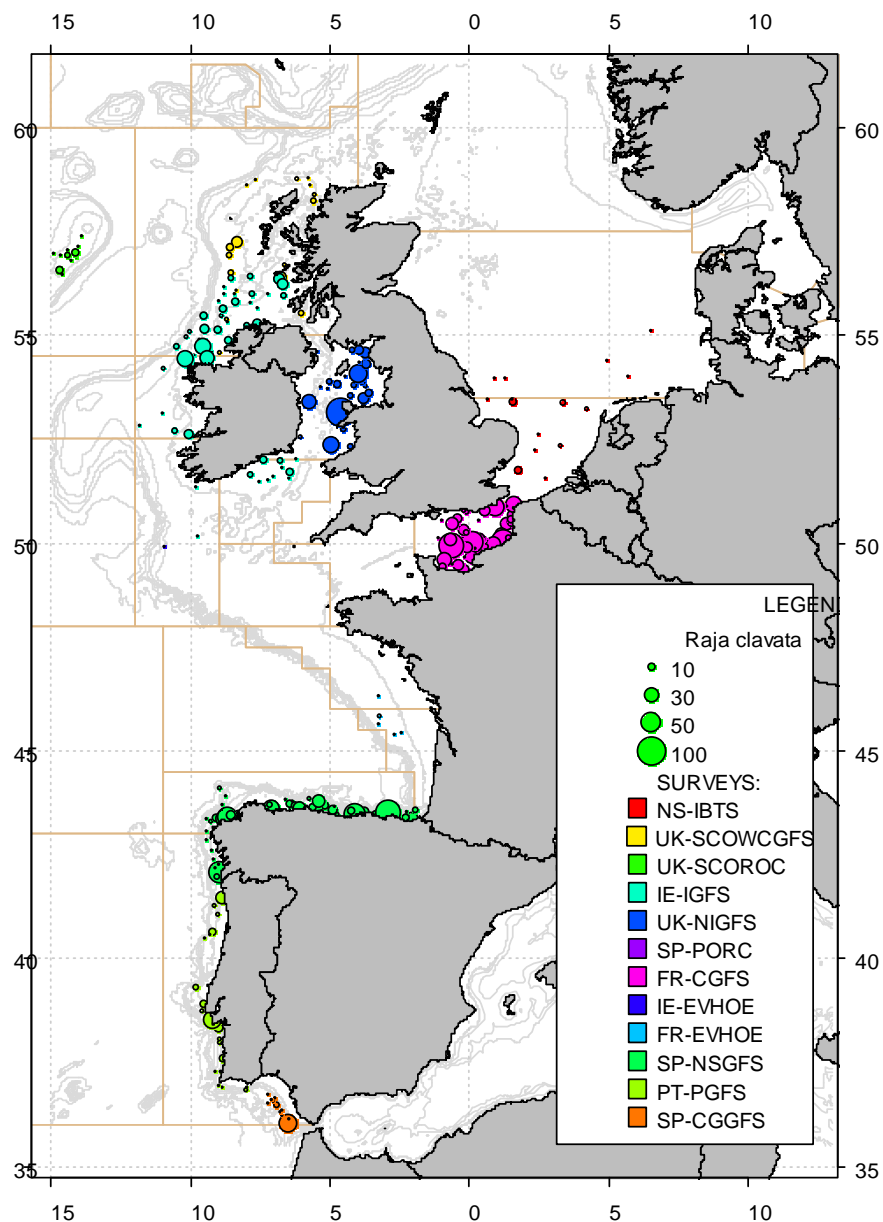 15 10 5 0 5 10
60 60
55 55
50 50
LEGEN
Raja clavata
10
30
50
100
45 45
SURVEYS:
NS-IBTS
UK-SCOWCGFS
UK-SCOROC
IE-IGFS
UK-NIGFS
SP-PORC
FR-CGFS
IE-EVHOE
FR-EVHOE
SP-NSGFS
PT-PGFS
SP-CGGFS
40 40
35 35
15 10 5 0 5 10